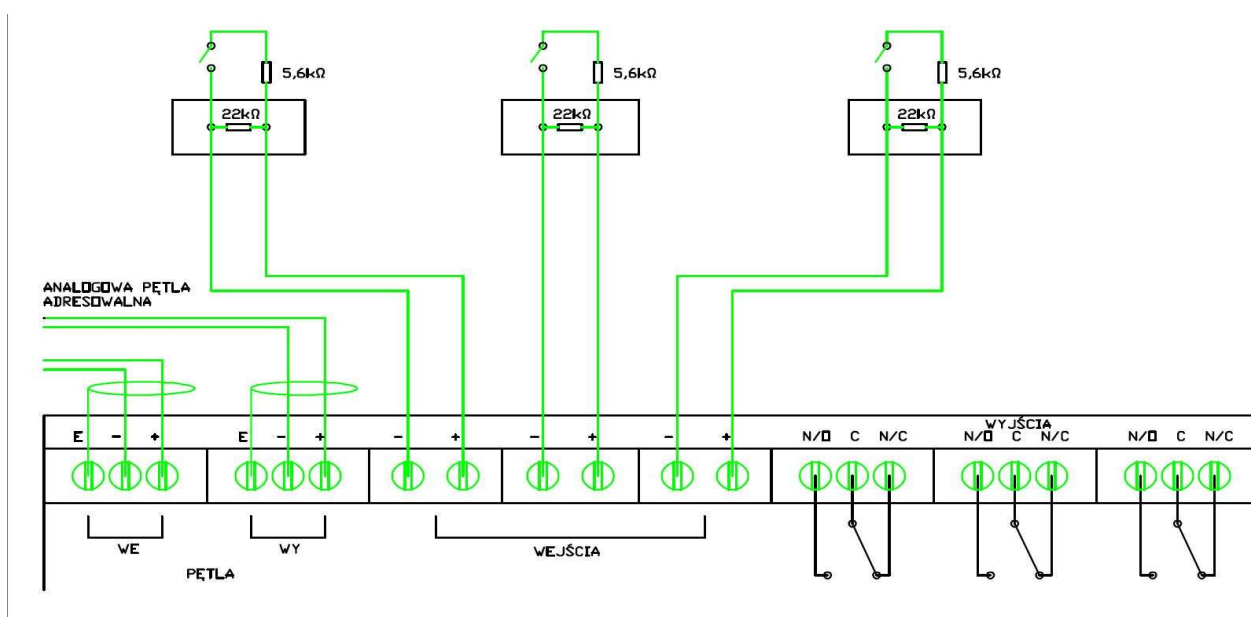 5,6kΩ 5,6kΩ 5,6kΩ
22kΩ 22kΩ 22kΩ
ANALOGOWA PĘTLA
ADRESOWALNA
WYJŚCIA
E - + E - + - + - + - + N/O C N/C N/O C N/C N/O C N/C
WE WY WEJŚCIA
PĘTLA